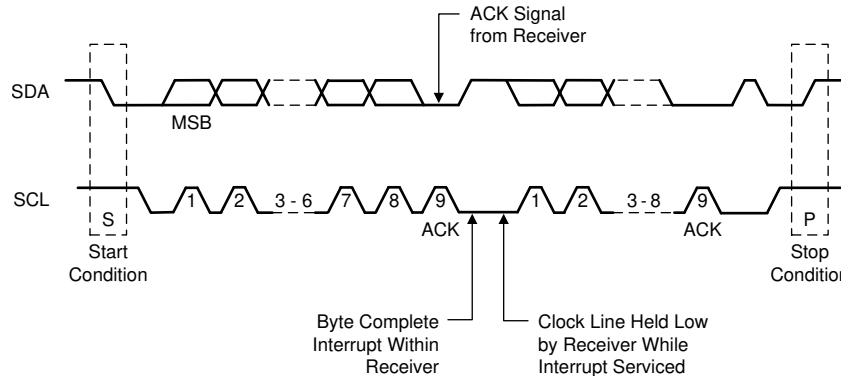 ACK Signal
from Receiver
SDA
MSB
SCL
1
2
3 - 6
7
8
9
1
2
3 - 8
9
S
ACK
ACK
P
Start
Condition
Stop
Condition
Byte Complete
Interrupt Within
Receiver
Clock Line Held Low
by Receiver While
Interrupt Serviced